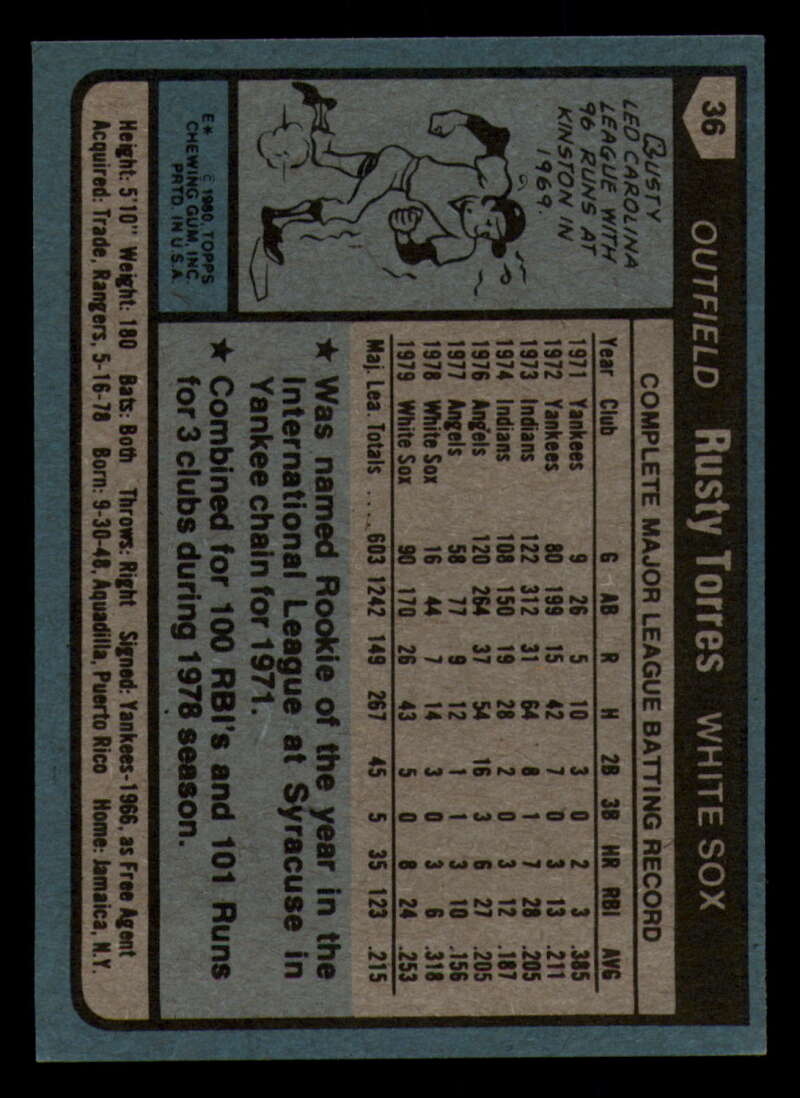 36
OUTFIELD Rusty Torres WHITE SOX
BUSTY
LED CAROLINA
LEAGUE WITH
96 RUNS AT
KINSTON IN
1969.
E* © 1980, TOPPS
CHEWING GUM, INC.
PRTD. IN U.S.A.
COMPLETE MAJOR LEAGUE BATTING RECORD
Year Club G AB R H 2B 3B HR RBI AVG
1971 Yankees 9 26 5 10 3 0 2 3 .385
1972 Yankees 80 199 15 42 7 0 3 13 .211
1973 Indians 122 312 31 64 8 1 7 28 .205
1974 Indians 108 150 19 28 2 0 3 12 .187
1976 Angels 120 264 37 54 16 3 6 27 .205
1977 Angels 58 77 9 12 1 1 3 10 .156
1978 White Sox 16 44 7 14 3 0 3 6 .318
1979 White Sox 90 170 26 43 5 0 8 24 .253
Maj. Lea Totals .... 603 1242 149 267 45 5 35 123 .215
★ Was named Rookie of the year in the
International League at Syracuse in
Yankee chain for 1971.
★ Combined for 100 RBI's and 101 Runs
for 3 clubs during 1978 season.
Height: 5'10" Weight: 180 Bats: Both Throws: Right Signed: Yankees-1966, as Free Agent
Acquired: Trade, Rangers, 5-16-78 Born: 9-30-48, Aquadilla, Puerto Rico Home: Jamaica, N.Y.